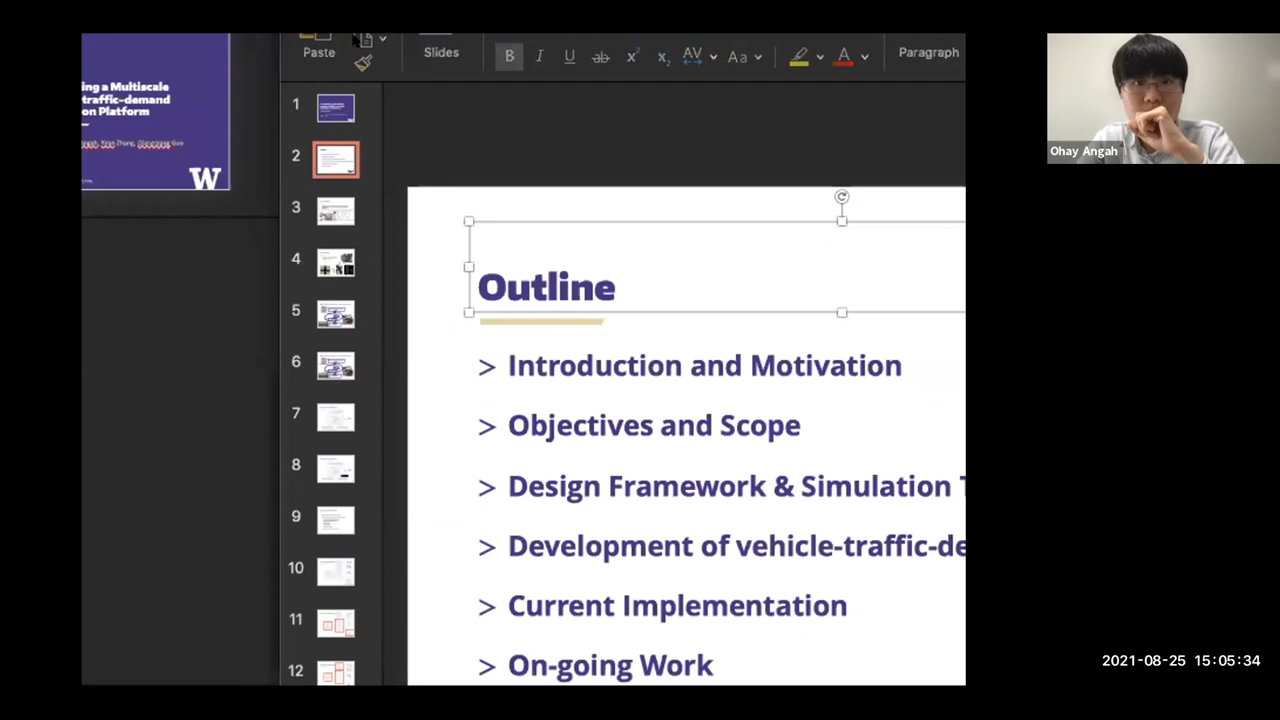 ing a Multiscale
traffic-demand
on Platform
W
Paste
Slides
B I U ab x² x₂ AV Aa A
Paragraph
1
2
3
4
5
6
7
8
9
10
11
12
Outline
> Introduction and Motivation
> Objectives and Scope
> Design Framework & Simulation
> Development of vehicle-traffic-de
> Current Implementation
> On-going Work
Ohay Angah
2021-08-25 15:05:34